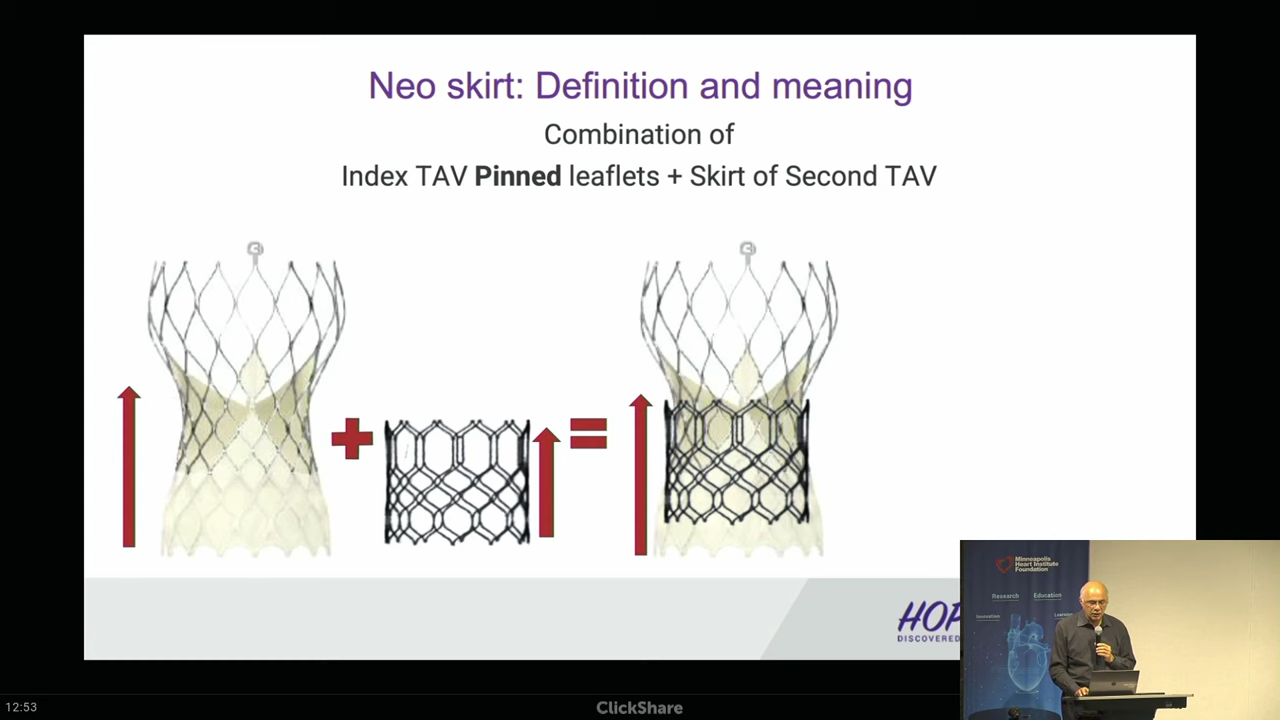 Neo skirt: Definition and meaning
Combination of
Index TAV Pinned leaflets + Skirt of Second TAV
HOP
DISCOVERED
Minneapolis
Heart Institute
Foundation
Research Education
Innovation
12:53
ClickShare